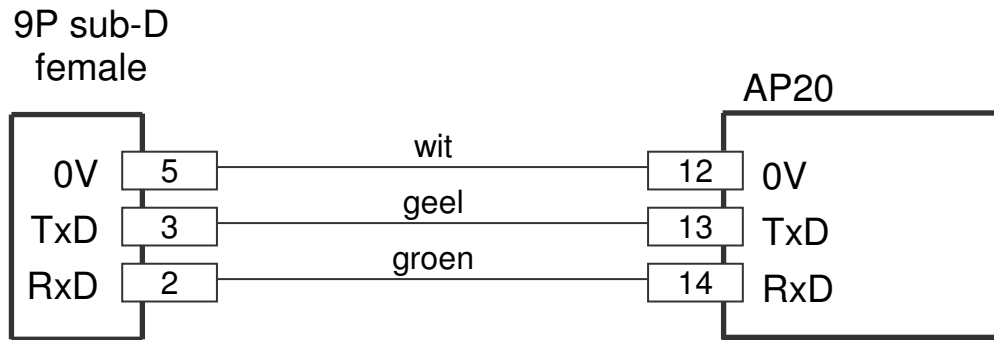 9P sub-D
female
AP20
0V 5 wit 12 0V
TxD 3 geel 13 TxD
RxD 2 groen 14 RxD